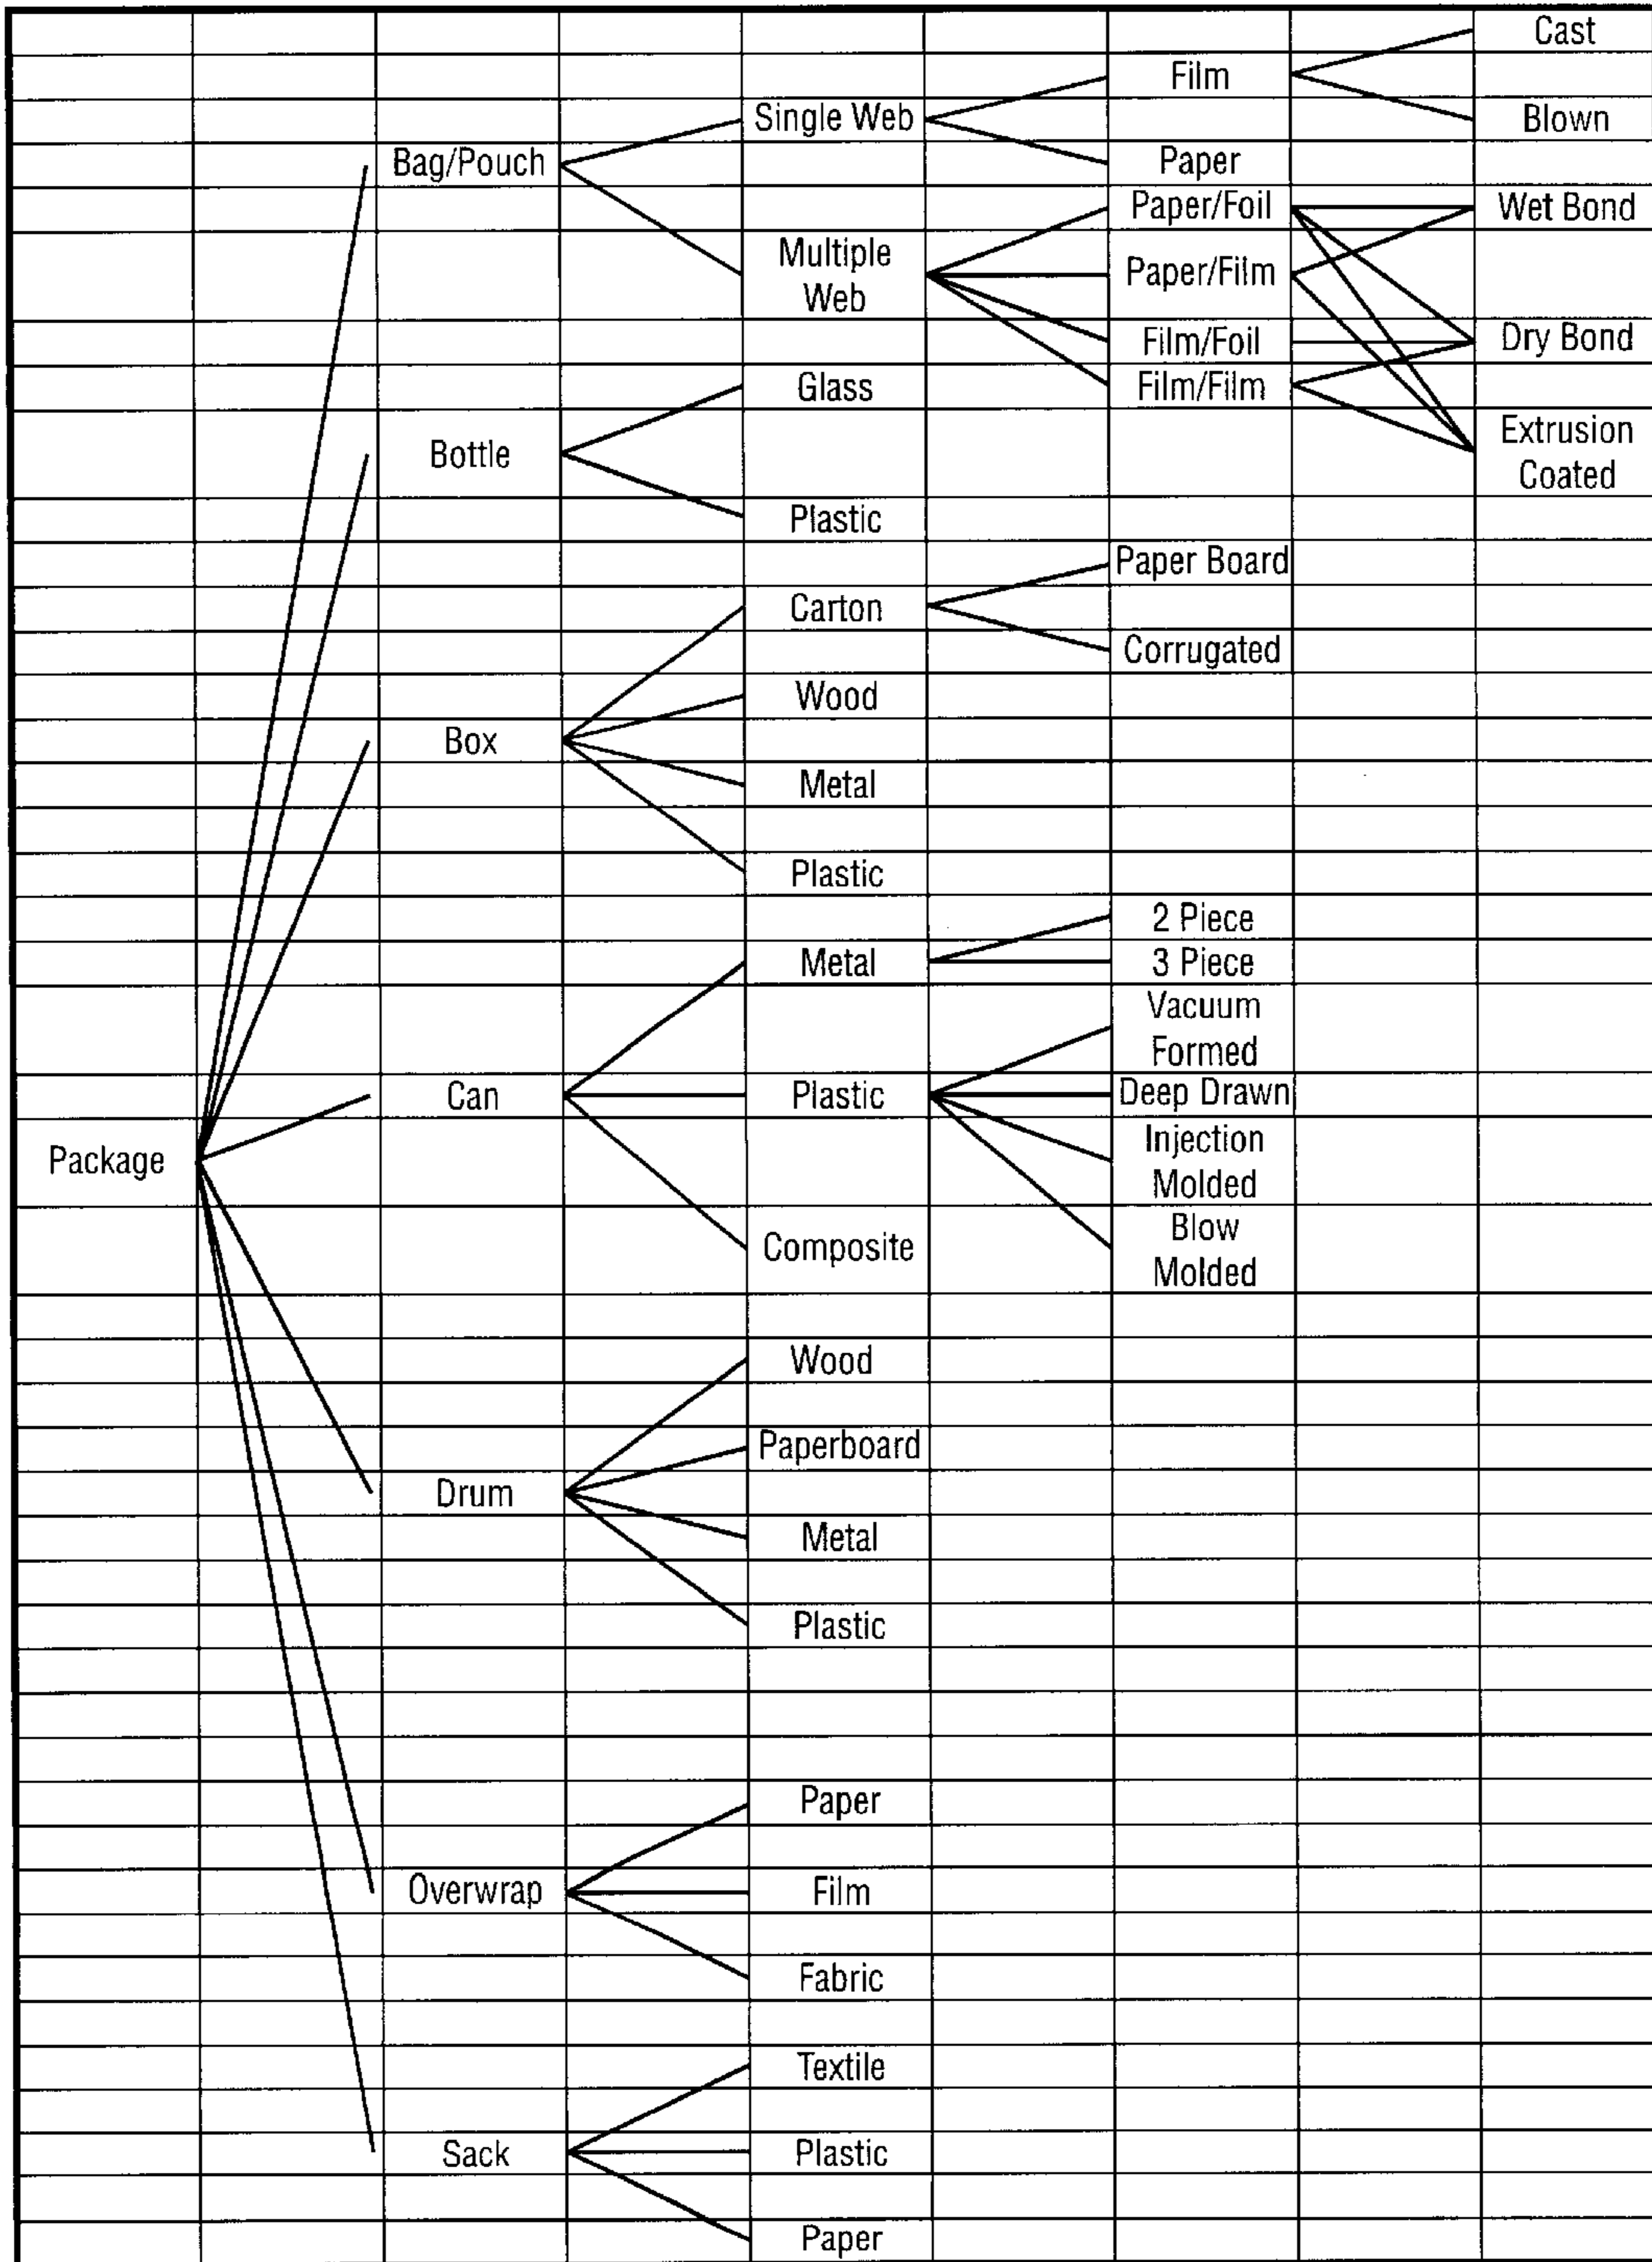 Cast
Film
Single Web
Blown
Bag/Pouch
Paper
Paper/Foil
Wet Bond
Multiple
Web
Paper/Film
Film/Foil
Dry Bond
Glass
Film/Film
Bottle
Extrusion
Coated
Plastic
Paper Board
Carton
Corrugated
Wood
Box
Metal
Plastic
2 Piece
Metal
3 Piece
Vacuum
Formed
Can
Plastic
Deep Drawn
Package
Injection
Molded
Composite
Blow
Molded
Wood
Paperboard
Drum
Metal
Plastic
Paper
Overwrap
Film
Fabric
Textile
Sack
Plastic
Paper